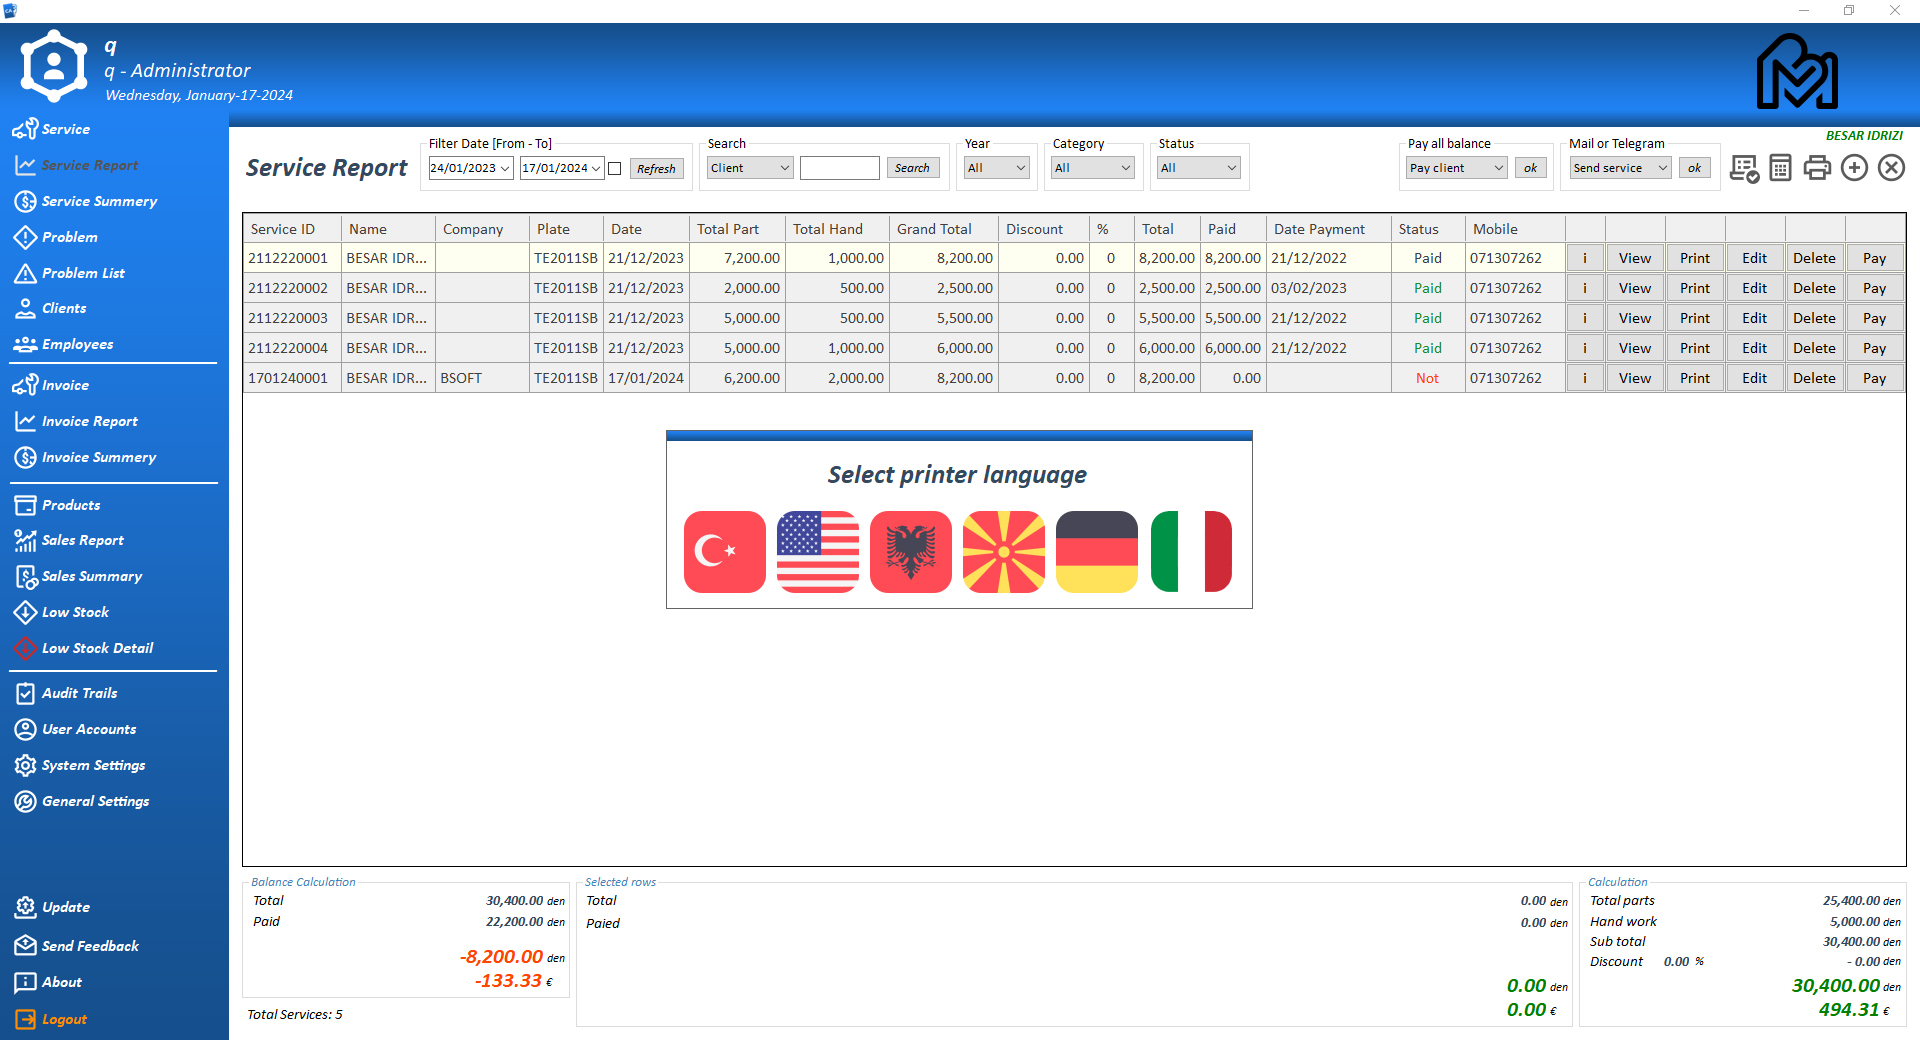 q
q - Administrator
Wednesday, January-17-2024
Service
Service Report
Service Summery
Problem
Problem List
Clients
Employees
Invoice
Invoice Report
Invoice Summery
Products
Sales Report
Sales Summary
Low Stock
Low Stock Detail
Audit Trails
User Accounts
System Settings
General Settings
Update
Send Feedback
About
Logout
BESAR IDRIZI
Service Report
Filter Date [From - To]
24/01/2023 17/01/2024 Refresh
Search
Client Search
Year
All
Category
All
Status
All
Pay all balance
Pay client ok
Mail or Telegram
Send service ok
Service ID Name Company Plate Date Total Part Total Hand Grand Total Discount % Total Paid Date Payment Status Mobile
2112220001 BESAR IDR... TE2011SB 21/12/2023 7,200.00 1,000.00 8,200.00 0.00 0 8,200.00 8,200.00 21/12/2022 Paid 071307262 i View Print Edit Delete Pay
2112220002 BESAR IDR... TE2011SB 21/12/2023 2,000.00 500.00 2,500.00 0.00 0 2,500.00 2,500.00 03/02/2023 Paid 071307262 i View Print Edit Delete Pay
2112220003 BESAR IDR... TE2011SB 21/12/2023 5,000.00 500.00 5,500.00 0.00 0 5,500.00 5,500.00 21/12/2022 Paid 071307262 i View Print Edit Delete Pay
2112220004 BESAR IDR... TE2011SB 21/12/2023 5,000.00 1,000.00 6,000.00 0.00 0 6,000.00 6,000.00 21/12/2022 Paid 071307262 i View Print Edit Delete Pay
1701240001 BESAR IDR... BSOFT TE2011SB 17/01/2024 6,200.00 2,000.00 8,200.00 0.00 0 8,200.00 0.00 Not 071307262 i View Print Edit Delete Pay
Select printer language
Balance Calculation
Total 30,400.00 den
Paid 22,200.00 den
-8,200.00 den
-133.33 €
Total Services: 5
Selected rows
Total 0.00 den
Paied 0.00 den
0.00 den
0.00 €
Calculation
Total parts 25,400.00 den
Hand work 5,000.00 den
Sub total 30,400.00 den
Discount 0.00 % - 0.00 den
30,400.00 den
494.31 €